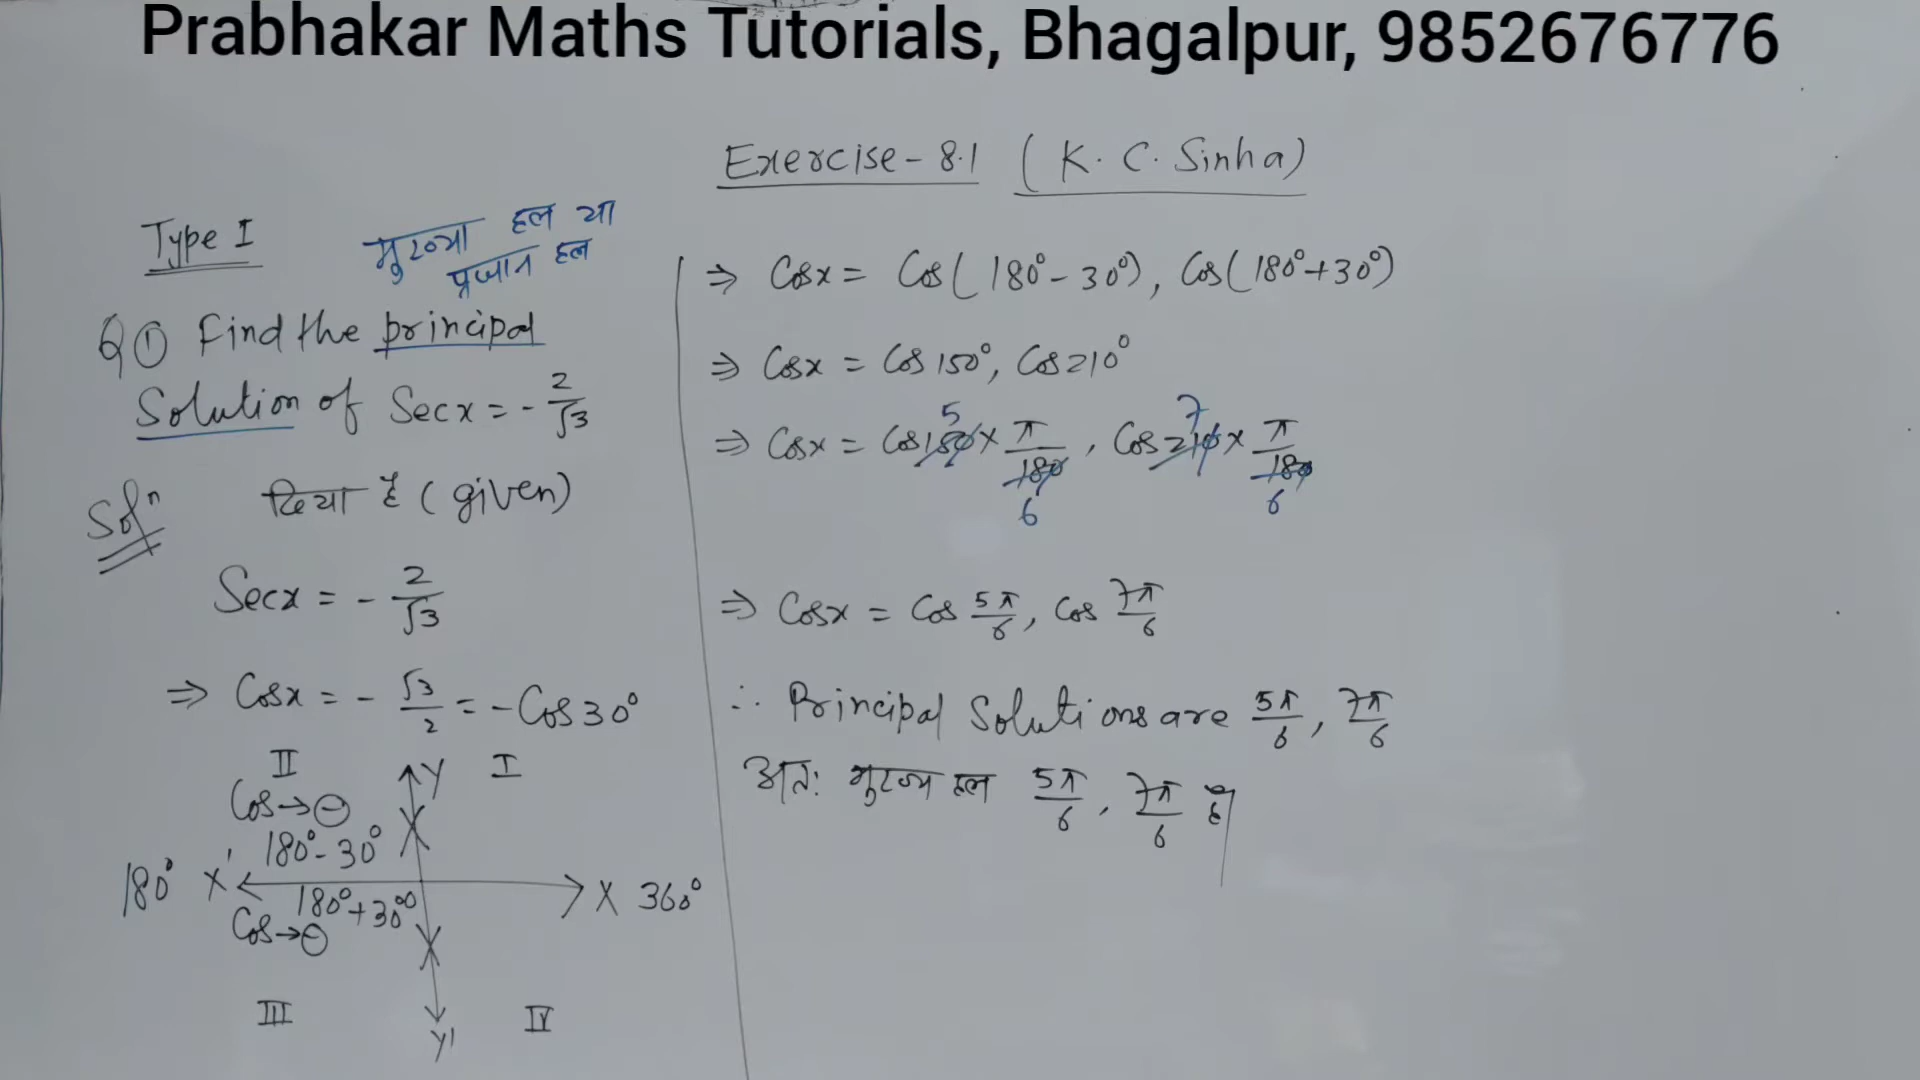 Prabhakar Maths Tutorials, Bhagalpur, 9852676776
Exercise - 8.1 (K. C. Sinha)
Type I
मुख्या हल या
प्रधान हल
Q① Find the principal
Solution of Secx = - 2/√3
Solⁿ दिया है (given)
Secx = - 2/√3
⇒ Cosx = - √3/2 = - Cos30°
II Y I
Cos→⊖
180°-30°
180° X' X 360°
180°+30°
Cos→⊖
III IV
Y'
⇒ Cosx = Cos(180°-30°), Cos(180°+30°)
⇒ Cosx = Cos150°, Cos210°
5 7
⇒ Cosx = Cos150 × π/180, Cos210 × π/180
6 6
⇒ Cosx = Cos 5π/6, Cos 7π/6
∴ Principal Solutions are 5π/6, 7π/6
अतः मुख्य हल 5π/6, 7π/6 है